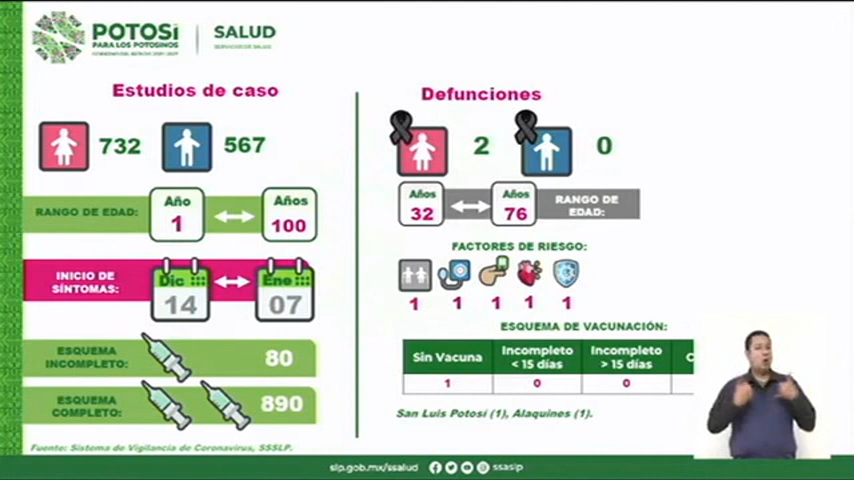 POTOSÍ
PARA LOS POTOSINOS
SALUD
SERVICIOS DE SALUD
Estudios de caso
732
567
RANGO DE EDAD:
Año
1
Años
100
INICIO DE
SÍNTOMAS:
Dic
14
Ene
07
ESQUEMA
INCOMPLETO:
80
ESQUEMA
COMPLETO:
890
Fuente: Sistema de Vigilancia de Coronavirus, SSSLP.
Defunciones
2
0
Años
32
Años
76
RANGO DE
EDAD:
FACTORES DE RIESGO:
1 1 1 1 1
ESQUEMA DE VACUNACIÓN:
Sin Vacuna
Incompleto
< 15 días
Incompleto
> 15 días
C
1 0 0
San Luis Potosí (1), Alaquines (1).
slp.gob.mx/ssalud
ssaslp